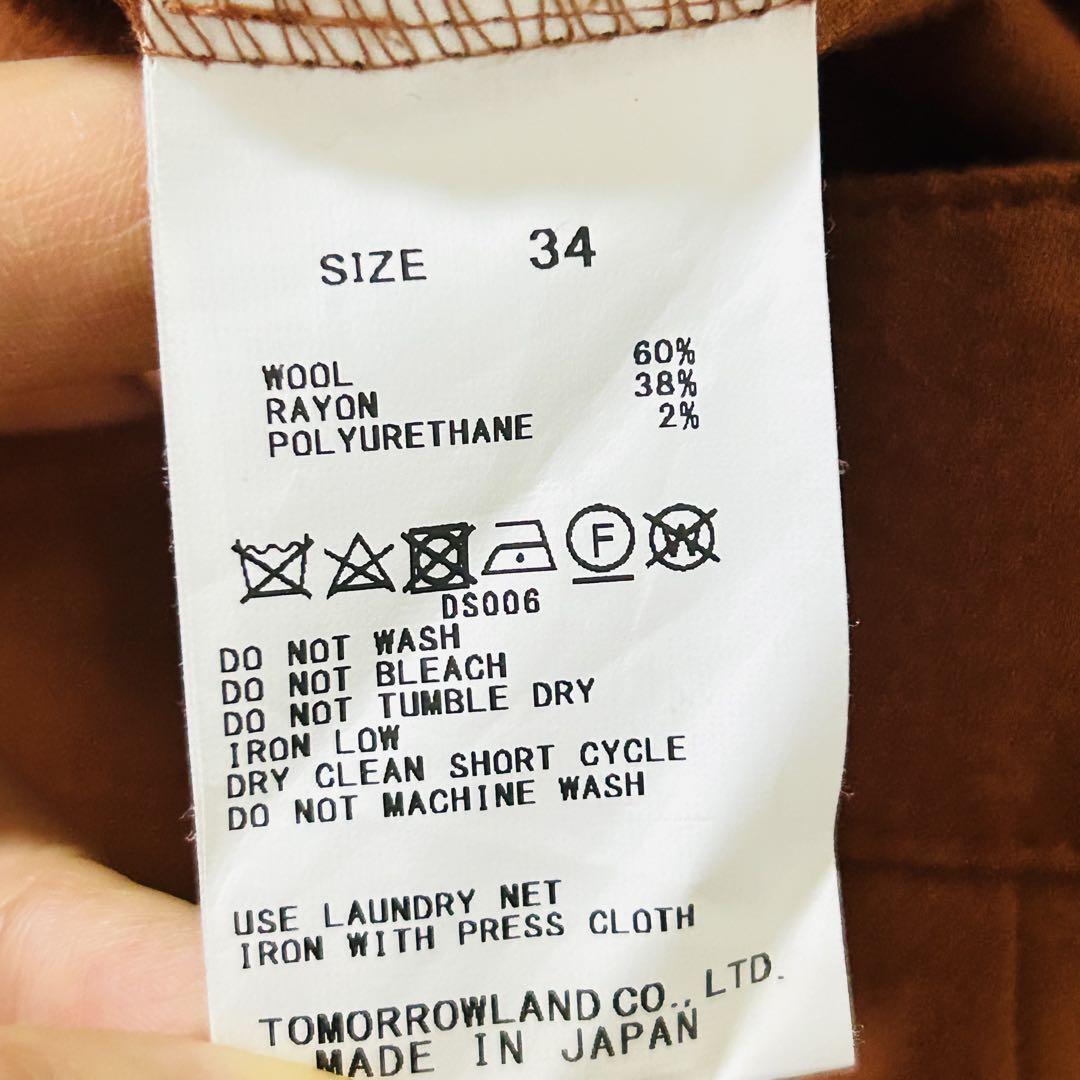 SIZE 34
WOOL 60%
RAYON 38%
POLYURETHANE 2%
F W
DS006
DO NOT WASH
DO NOT BLEACH
DO NOT TUMBLE DRY
IRON LOW
DRY CLEAN SHORT CYCLE
DO NOT MACHINE WASH
USE LAUNDRY NET
IRON WITH PRESS CLOTH
TOMORROWLAND CO., LTD.
MADE IN JAPAN